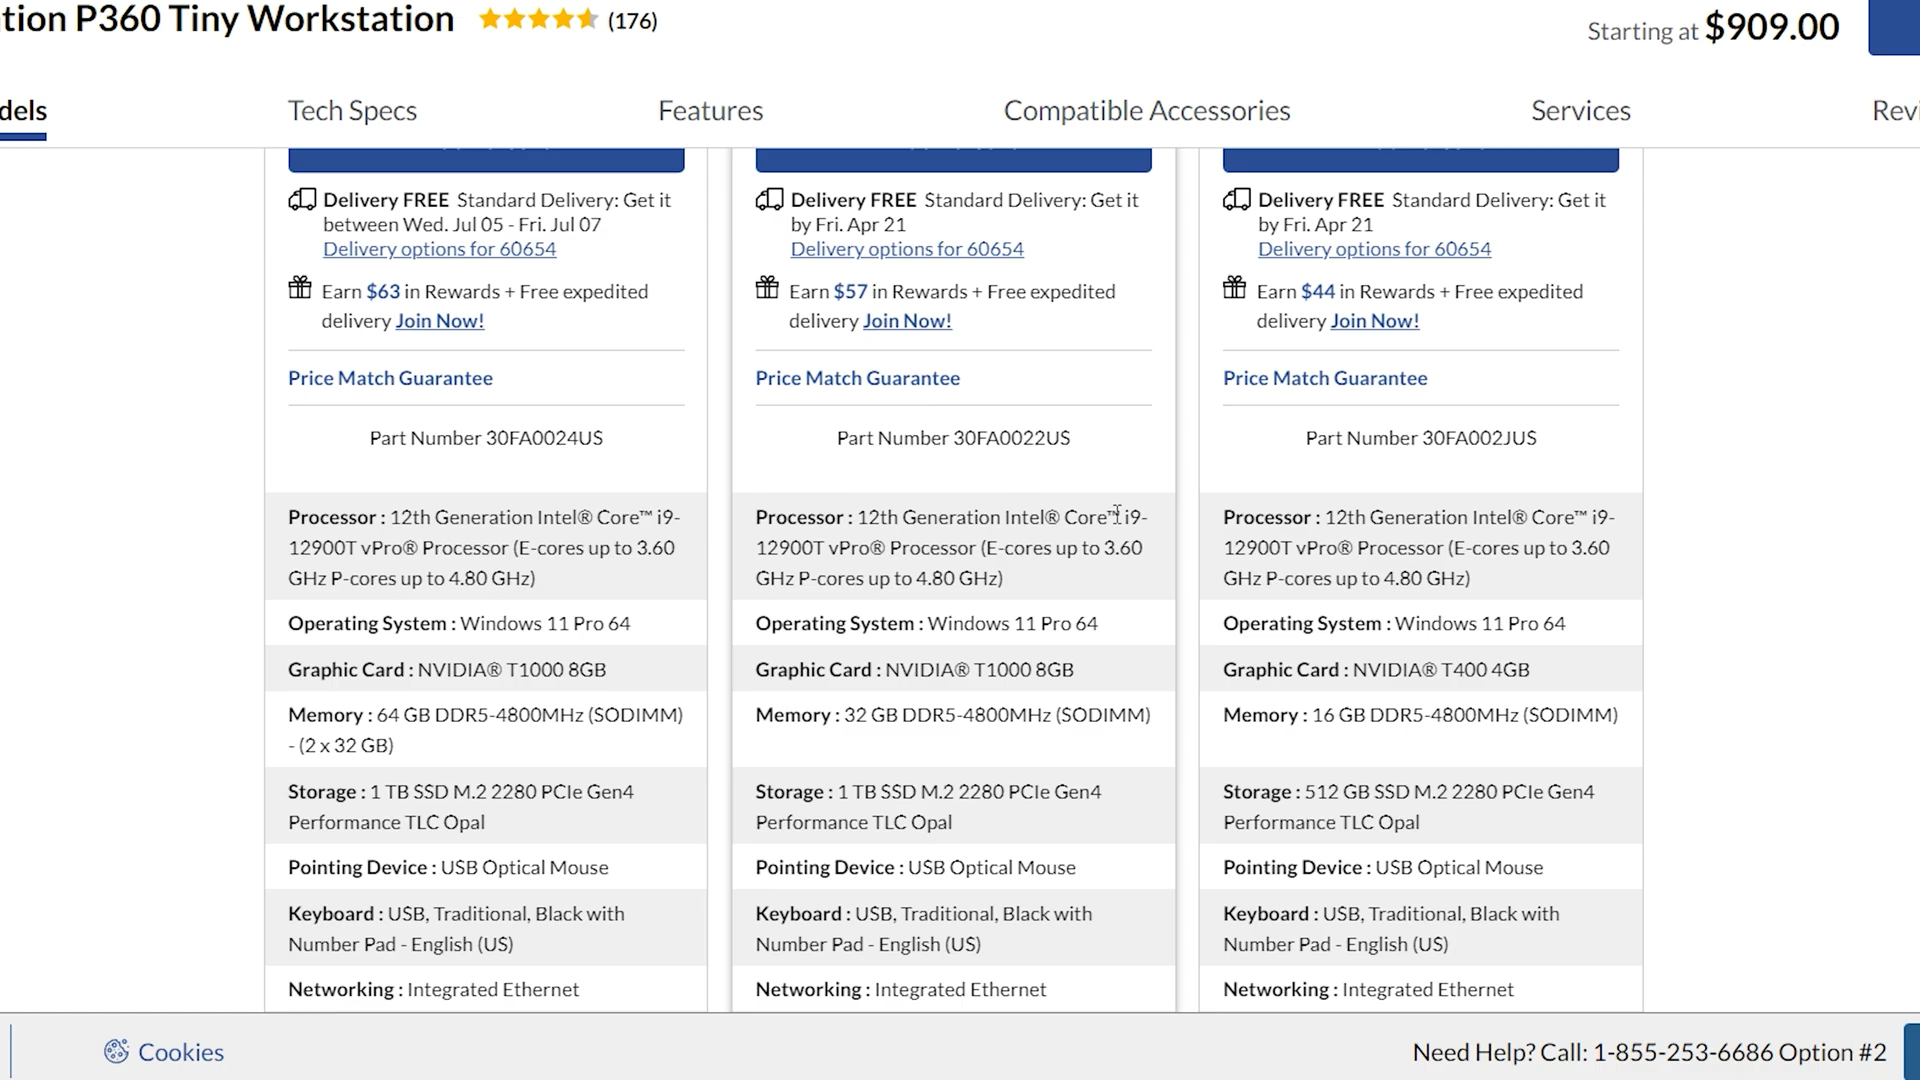 tion P360 Tiny Workstation (176)
Starting at $909.00
dels Tech Specs Features Compatible Accessories Services Revi
Delivery FREE Standard Delivery: Get it
between Wed. Jul 05 - Fri. Jul 07
Delivery options for 60654
Earn $63 in Rewards + Free expedited
delivery Join Now!
Price Match Guarantee
Part Number 30FA0024US
Processor : 12th Generation Intel® Core™ i9-
12900T vPro® Processor (E-cores up to 3.60
GHz P-cores up to 4.80 GHz)
Operating System : Windows 11 Pro 64
Graphic Card : NVIDIA® T1000 8GB
Memory : 64 GB DDR5-4800MHz (SODIMM)
- (2 x 32 GB)
Storage : 1 TB SSD M.2 2280 PCIe Gen4
Performance TLC Opal
Pointing Device : USB Optical Mouse
Keyboard : USB, Traditional, Black with
Number Pad - English (US)
Networking : Integrated Ethernet
Delivery FREE Standard Delivery: Get it
by Fri. Apr 21
Delivery options for 60654
Earn $57 in Rewards + Free expedited
delivery Join Now!
Price Match Guarantee
Part Number 30FA0022US
Processor : 12th Generation Intel® Core™ i9-
12900T vPro® Processor (E-cores up to 3.60
GHz P-cores up to 4.80 GHz)
Operating System : Windows 11 Pro 64
Graphic Card : NVIDIA® T1000 8GB
Memory : 32 GB DDR5-4800MHz (SODIMM)
Storage : 1 TB SSD M.2 2280 PCIe Gen4
Performance TLC Opal
Pointing Device : USB Optical Mouse
Keyboard : USB, Traditional, Black with
Number Pad - English (US)
Networking : Integrated Ethernet
Delivery FREE Standard Delivery: Get it
by Fri. Apr 21
Delivery options for 60654
Earn $44 in Rewards + Free expedited
delivery Join Now!
Price Match Guarantee
Part Number 30FA002JUS
Processor : 12th Generation Intel® Core™ i9-
12900T vPro® Processor (E-cores up to 3.60
GHz P-cores up to 4.80 GHz)
Operating System : Windows 11 Pro 64
Graphic Card : NVIDIA® T400 4GB
Memory : 16 GB DDR5-4800MHz (SODIMM)
Storage : 512 GB SSD M.2 2280 PCIe Gen4
Performance TLC Opal
Pointing Device : USB Optical Mouse
Keyboard : USB, Traditional, Black with
Number Pad - English (US)
Networking : Integrated Ethernet
Cookies
Need Help? Call: 1-855-253-6686 Option #2